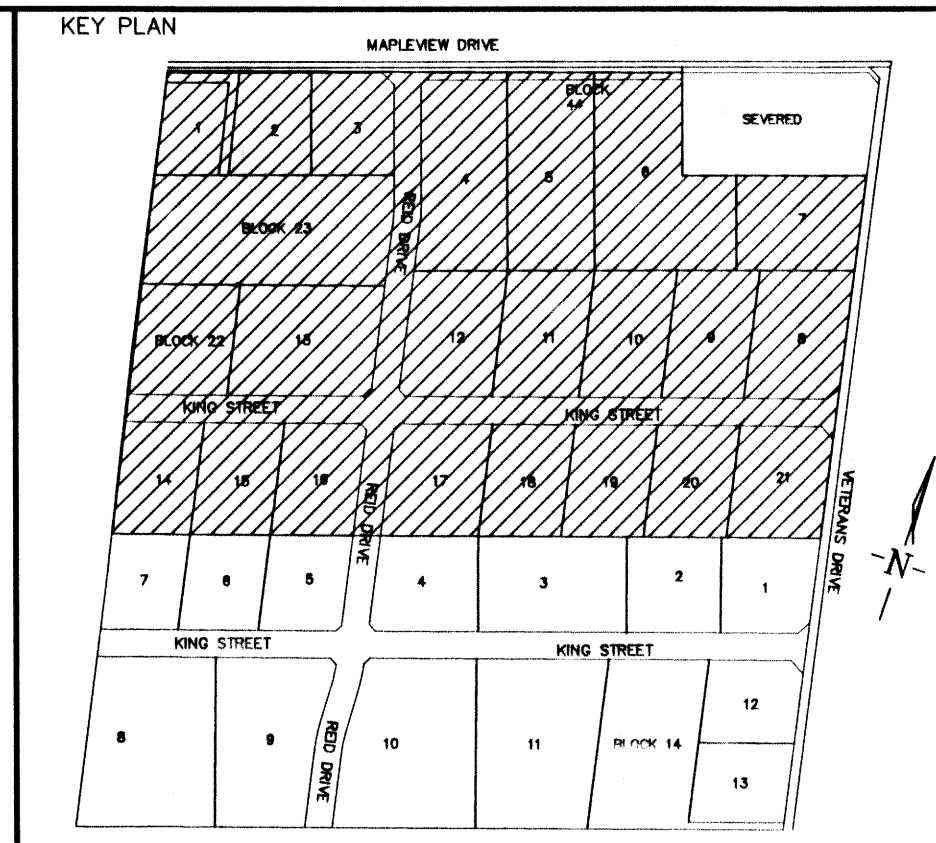 KEY PLAN
MAPLEVIEW DRIVE
BLOCK
44
SEVERED
1
2
3
4
5
6
7
REID DRIVE
BLOCK 23
BLOCK 22
13
12
11
10
9
8
KING STREET
KING STREET
14
15
16
17
18
19
20
21
REID DRIVE
VETERANS DRIVE
N
7
6
5
4
3
2
1
KING STREET
KING STREET
8
9
REID DRIVE
10
11
BLOCK 14
12
13